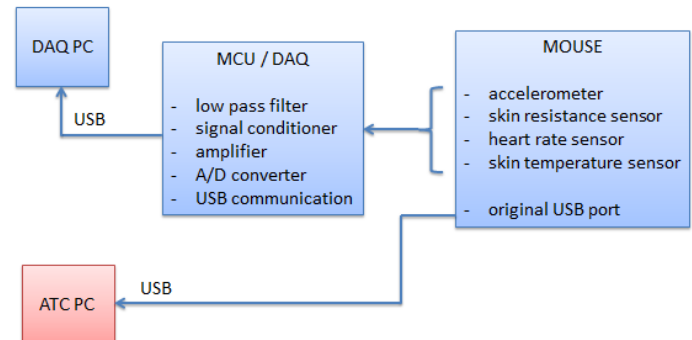 DAQ PC
USB
MCU / DAQ
- low pass filter
- signal conditioner
- amplifier
- A/D converter
- USB communication
MOUSE
- accelerometer
- skin resistance sensor
- heart rate sensor
- skin temperature sensor
- original USB port
ATC PC
USB